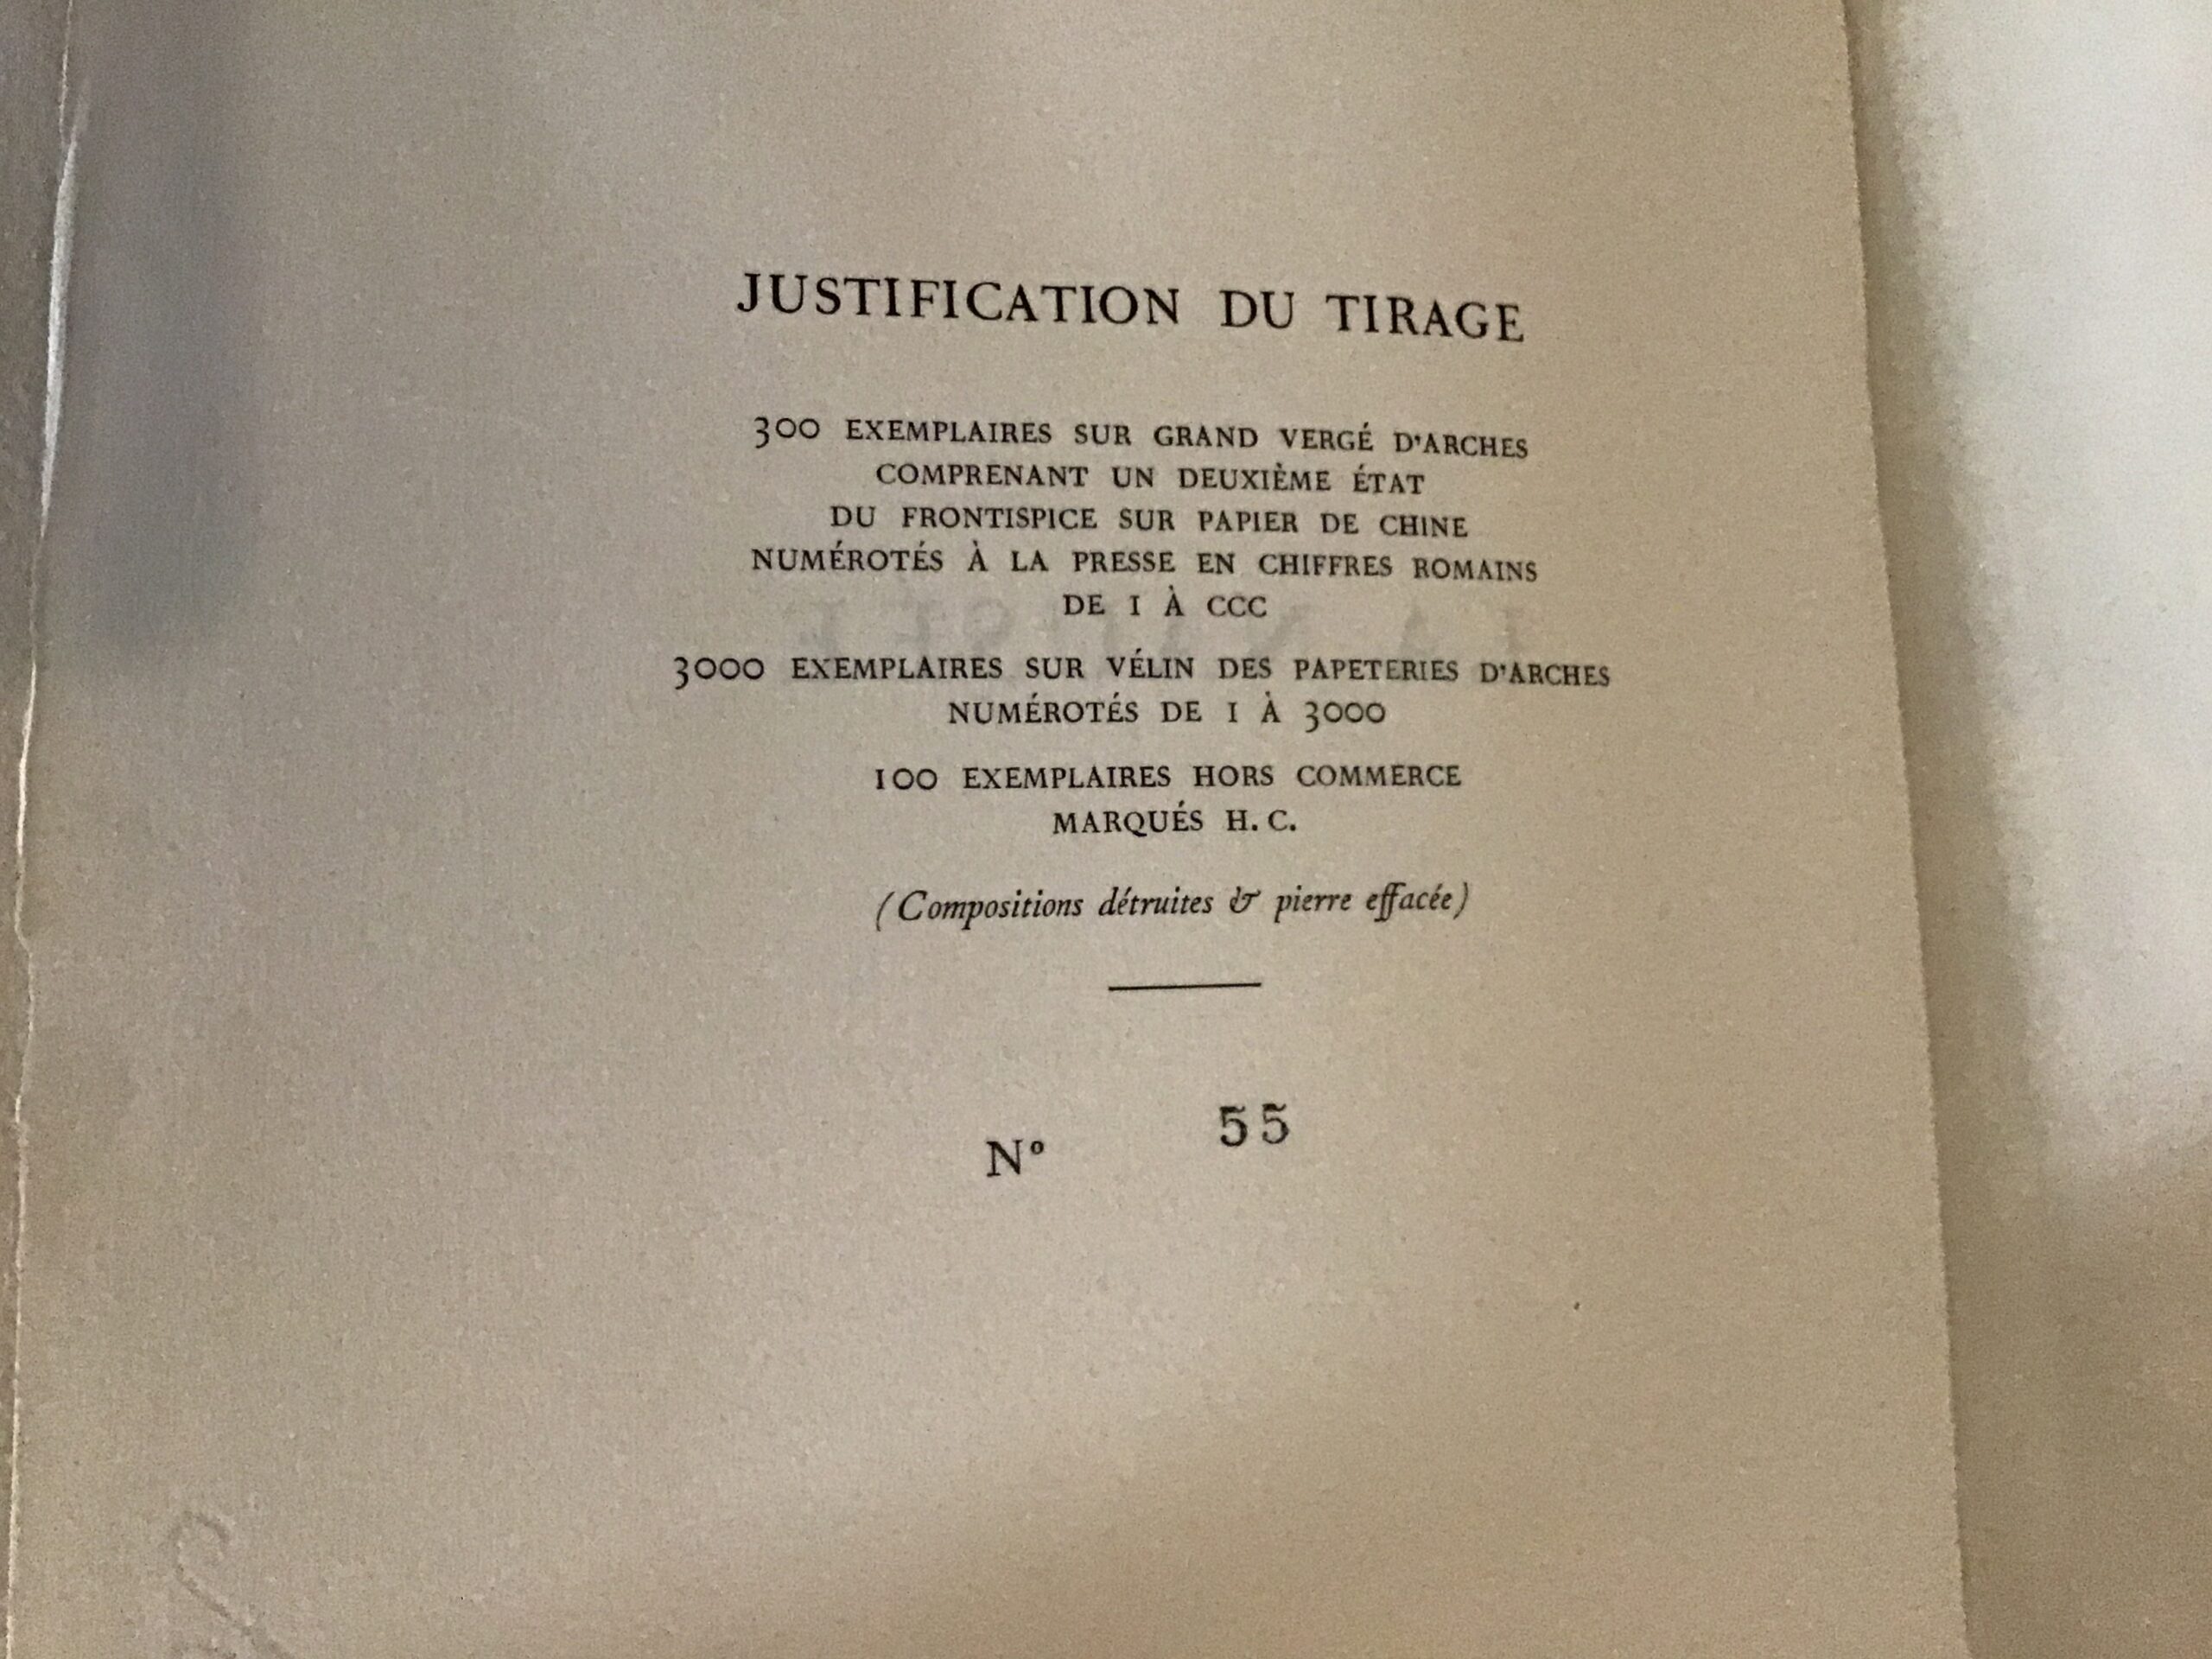 JUSTIFICATION DU TIRAGE
300 EXEMPLAIRES SUR GRAND VERGÉ D'ARCHES
COMPRENANT UN DEUXIÈME ÉTAT
DU FRONTISPICE SUR PAPIER DE CHINE
NUMÉROTÉS À LA PRESSE EN CHIFFRES ROMAINS
DE I À CCC
3000 EXEMPLAIRES SUR VÉLIN DES PAPETERIES D'ARCHES
NUMÉROTÉS DE I À 3000
100 EXEMPLAIRES HORS COMMERCE
MARQUÉS H. C.
(Compositions détruites & pierre effacée)
Nº 55